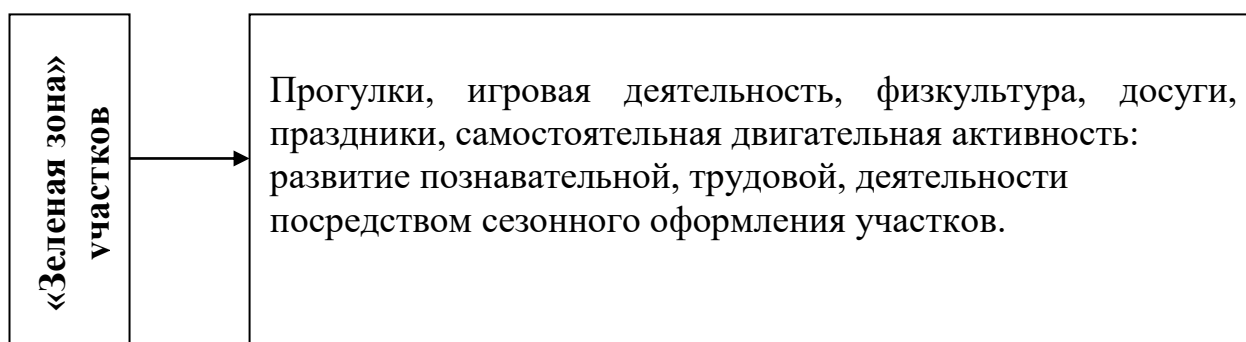 «Зеленая зона»
участков
Прогулки, игровая деятельность, физкультура, досуги,
праздники, самостоятельная двигательная активность:
развитие познавательной, трудовой, деятельности
посредством сезонного оформления участков.